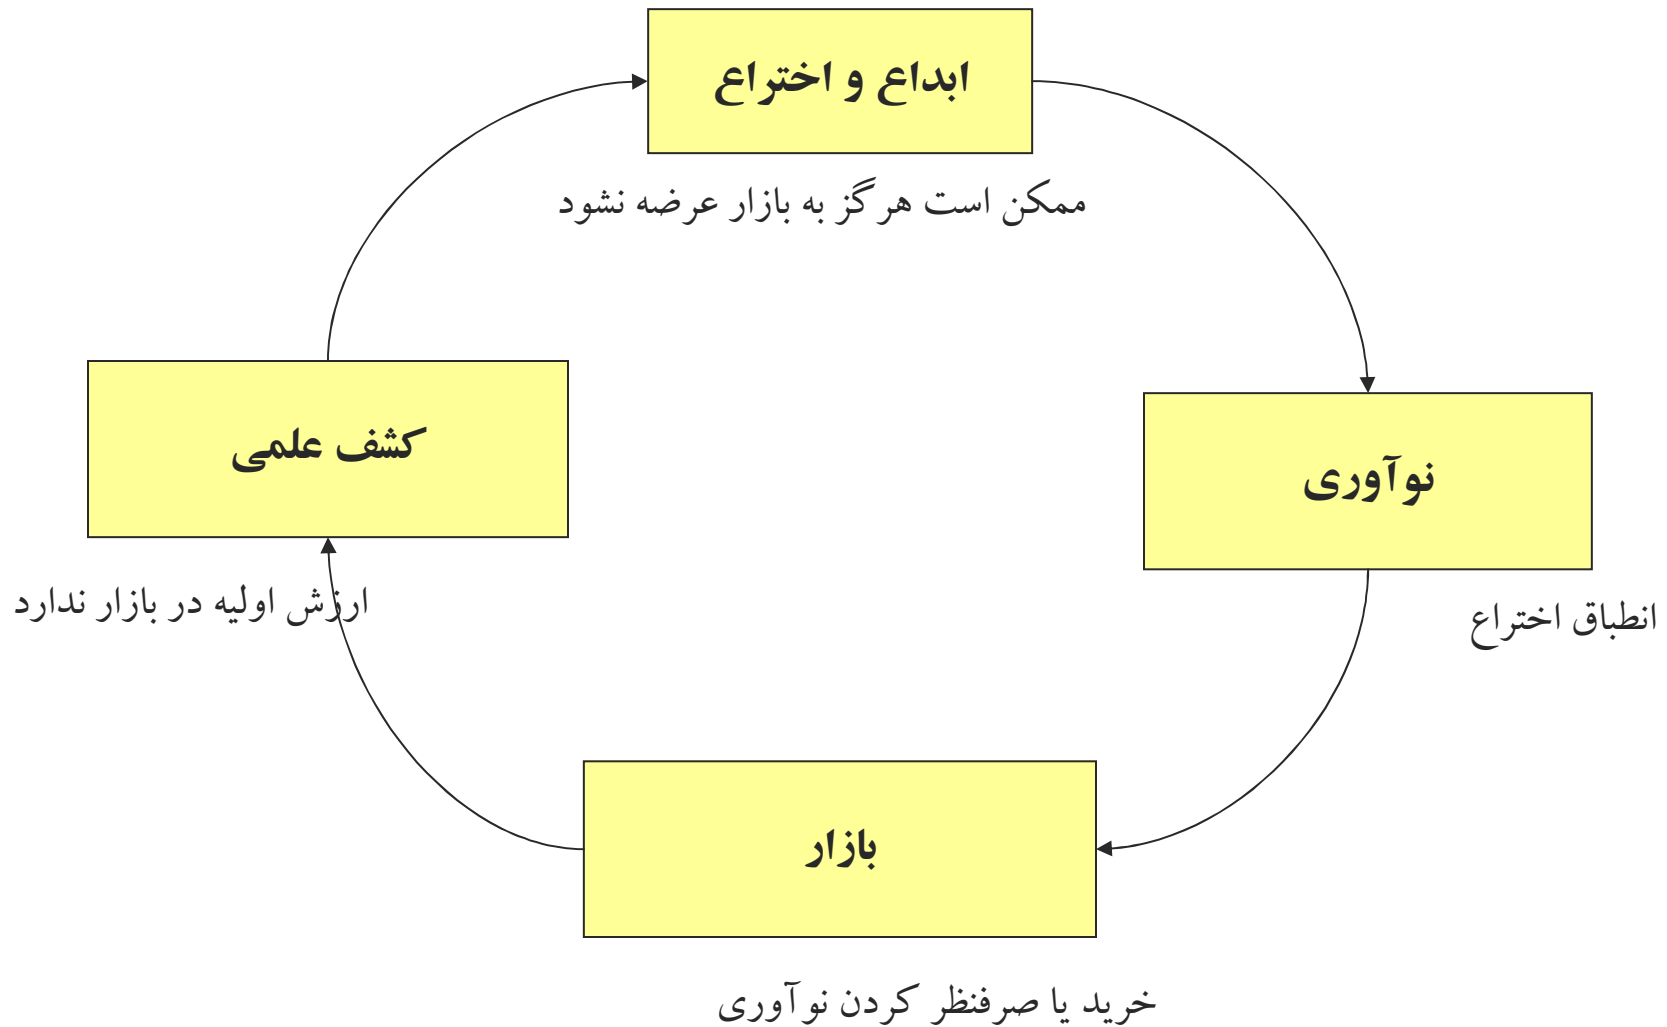 ابداع و اختراع
ممکن است هرگز به بازار عرضه نشود
کشف علمی
نوآوری
ارزش اولیه در بازار ندارد
انطباق اختراع
بازار
خرید یا صرفنظر کردن نوآوری